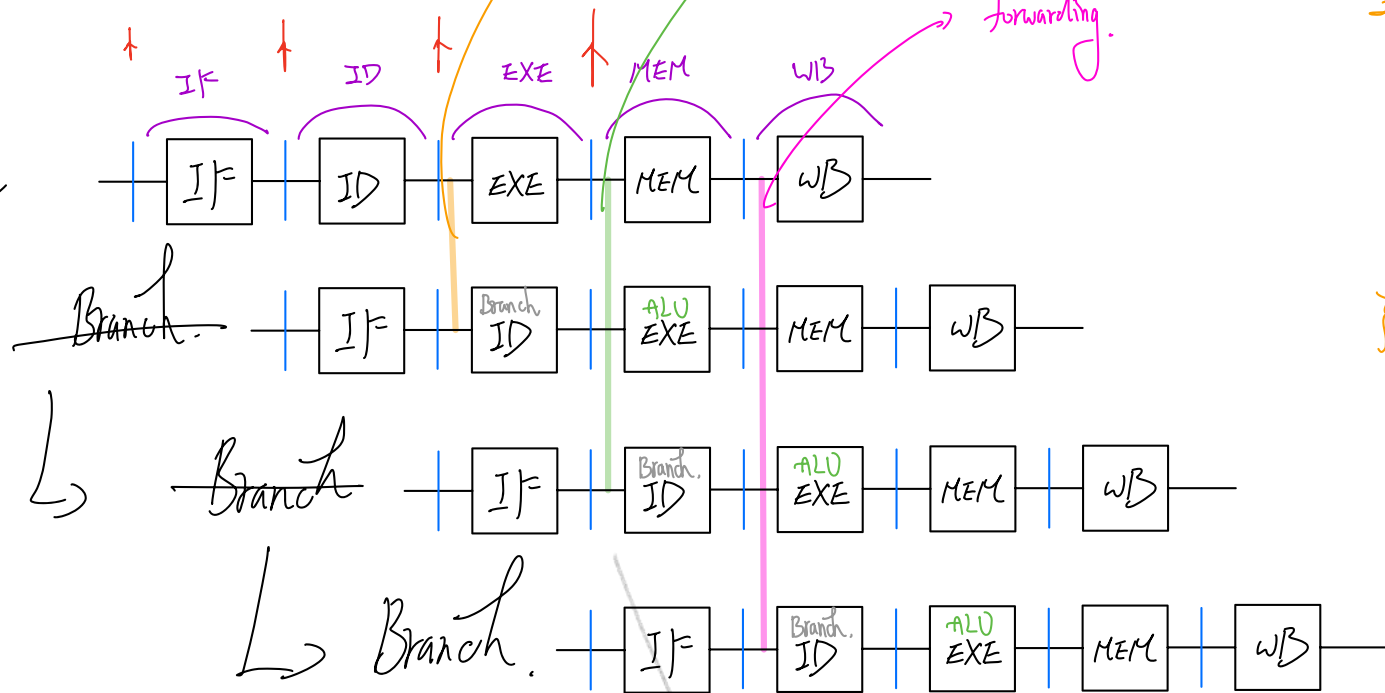 forwarding.
IF ID EXE MEM WB
IF ID EXE MEM WB
Branch. IF Branch ID ALU EXE MEM WB
Branch IF Branch. ID ALU EXE MEM WB
Branch. IF Branch. ID ALU EXE MEM WB